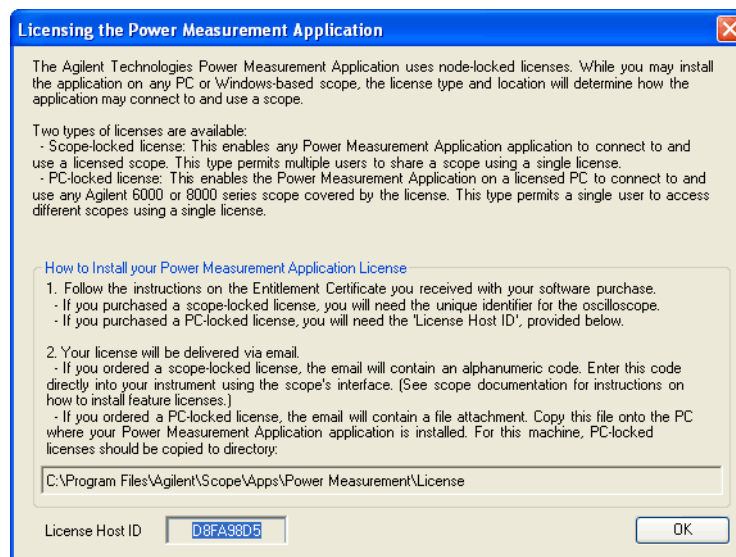 Licensing the Power Measurement Application
The Agilent Technologies Power Measurement Application uses node-locked licenses. While you may install
the application on any PC or Windows-based scope, the license type and location will determine how the
application may connect to and use a scope.
Two types of licenses are available:
- Scope-locked license: This enables any Power Measurement Application application to connect to and
use a licensed scope. This type permits multiple users to share a scope using a single license.
- PC-locked license: This enables the Power Measurement Application on a licensed PC to connect to and
use any Agilent 6000 or 8000 series scope covered by the license. This type permits a single user to access
different scopes using a single license.
How to Install your Power Measurement Application License
1. Follow the instructions on the Entitlement Certificate you received with your software purchase.
- If you purchased a scope-locked license, you will need the unique identifier for the oscilloscope.
- If you purchased a PC-locked license, you will need the 'License Host ID', provided below.
2. Your license will be delivered via email.
- If you ordered a scope-locked license, the email will contain an alphanumeric code. Enter this code
directly into your instrument using the scope's interface. (See scope documentation for instructions on
how to install feature licenses.)
- If you ordered a PC-locked license, the email will contain a file attachment. Copy this file onto the PC
where your Power Measurement Application application is installed. For this machine, PC-locked
licenses should be copied to directory:
C:\Program Files\Agilent\Scope\Apps\Power Measurement\License
License Host ID D8FA98D5 OK